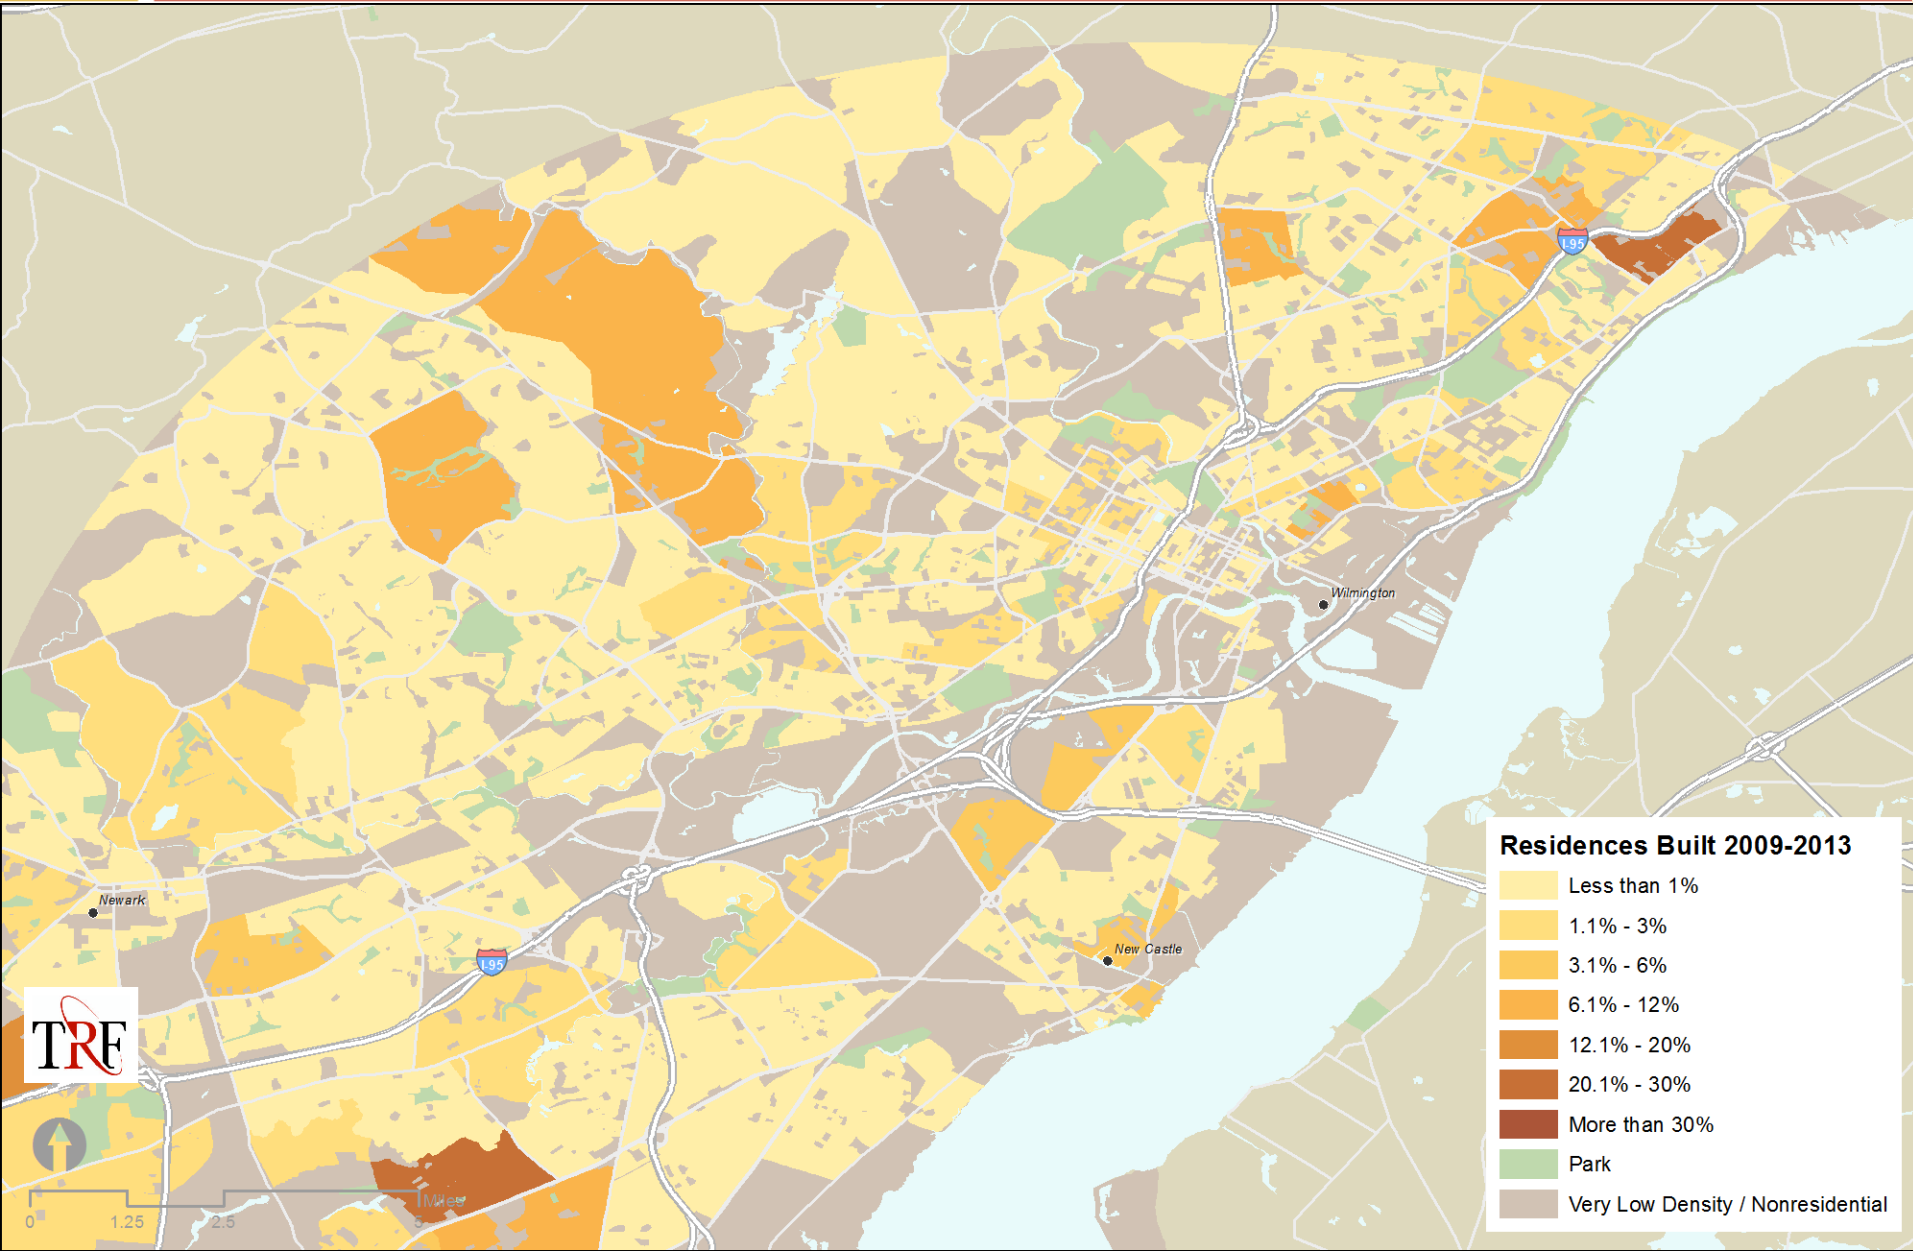 I-95
Wilmington
Newark
New Castle
I-95
TRF
Miles
0 1.25 2.5 5
Residences Built 2009-2013
Less than 1%
1.1% - 3%
3.1% - 6%
6.1% - 12%
12.1% - 20%
20.1% - 30%
More than 30%
Park
Very Low Density / Nonresidential